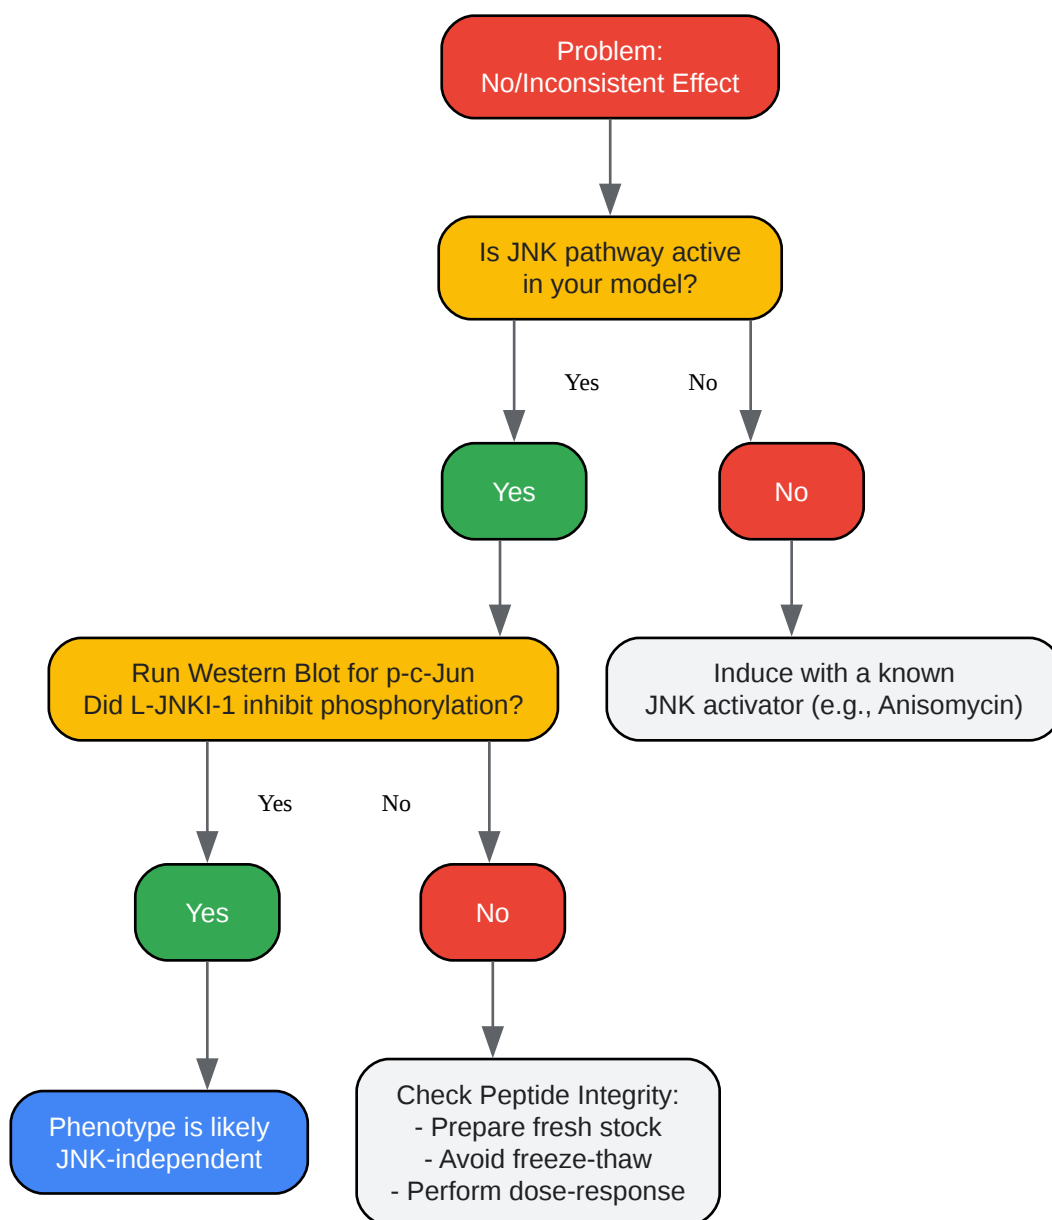 Problem:
No/Inconsistent Effect
Is JNK pathway active
in your model?
Yes
No
Yes
No
Run Western Blot for p-c-Jun
Did L-JNKI-1 inhibit phosphorylation?
Induce with a known
JNK activator (e.g., Anisomycin)
Yes
No
Yes
No
Phenotype is likely
JNK-independent
Check Peptide Integrity:
- Prepare fresh stock
- Avoid freeze-thaw
- Perform dose-response